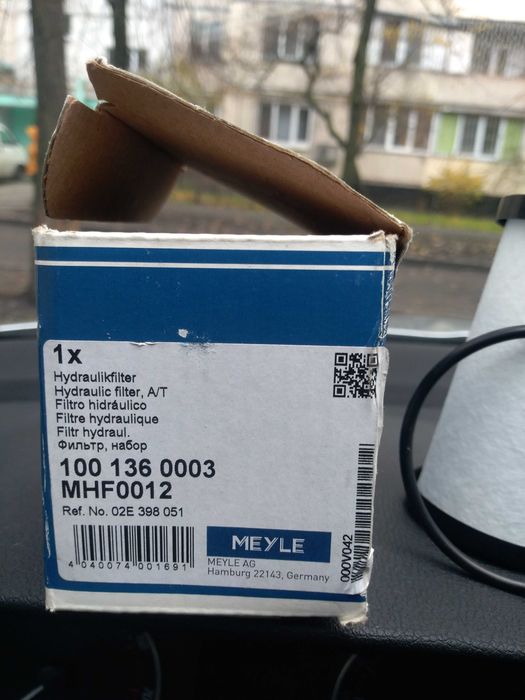 1x
Hydraulikfilter
Hydraulic filter, A/T
Filtro hidráulico
Filtre hydraulique
Filtr hydraul.
Фильтр, набор
100 136 0003
MHF0012
Ref. No. 02E 398 051
4 040074 001691
MEYLE
MEYLE AG
Hamburg 22143, Germany
000V042